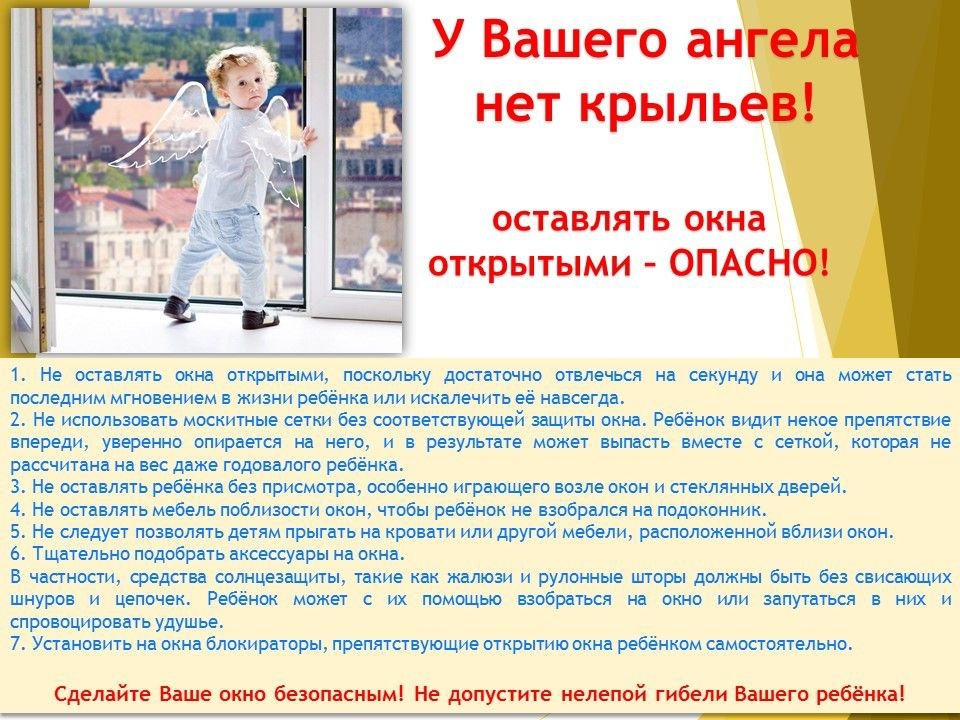 У Вашего ангела
нет крыльев!
оставлять окна
открытыми – ОПАСНО!
1. Не оставлять окна открытыми, поскольку достаточно отвлечься на секунду и она может стать
последним мгновением в жизни ребёнка или искалечить её навсегда.
2. Не использовать москитные сетки без соответствующей защиты окна. Ребёнок видит некое препятствие
впереди, уверенно опирается на него, и в результате может выпасть вместе с сеткой, которая не
рассчитана на вес даже годовалого ребёнка.
3. Не оставлять ребёнка без присмотра, особенно играющего возле окон и стеклянных дверей.
4. Не оставлять мебель поблизости окон, чтобы ребёнок не взобрался на подоконник.
5. Не следует позволять детям прыгать на кровати или другой мебели, расположенной вблизи окон.
6. Тщательно подобрать аксессуары на окна.
В частности, средства солнцезащиты, такие как жалюзи и рулонные шторы должны быть без свисающих
шнуров и цепочек. Ребёнок может с их помощью взобраться на окно или запутаться в них и
спровоцировать удушье.
7. Установить на окна блокираторы, препятствующие открытию окна ребёнком самостоятельно.
Сделайте Ваше окно безопасным! Не допустите нелепой гибели Вашего ребёнка!